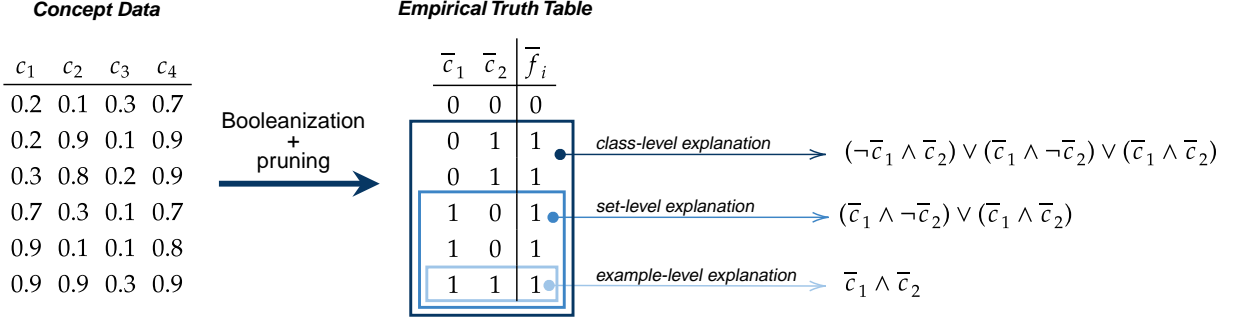 Concept Data
c₁ c₂ c₃ c₄
0.2 0.1 0.3 0.7
0.2 0.9 0.1 0.9
0.3 0.8 0.2 0.9
0.7 0.3 0.1 0.7
0.9 0.1 0.1 0.8
0.9 0.9 0.3 0.9
Booleanization
+
pruning
Empirical Truth Table
c̅₁ c̅₂ f̅ᵢ
0 0 0
0 1 1
0 1 1
1 0 1
1 0 1
1 1 1
class-level explanation
(¬c̅₁ ∧ c̅₂) ∨ (c̅₁ ∧ ¬c̅₂) ∨ (c̅₁ ∧ c̅₂)
set-level explanation
(c̅₁ ∧ ¬c̅₂) ∨ (c̅₁ ∧ c̅₂)
example-level explanation
c̅₁ ∧ c̅₂